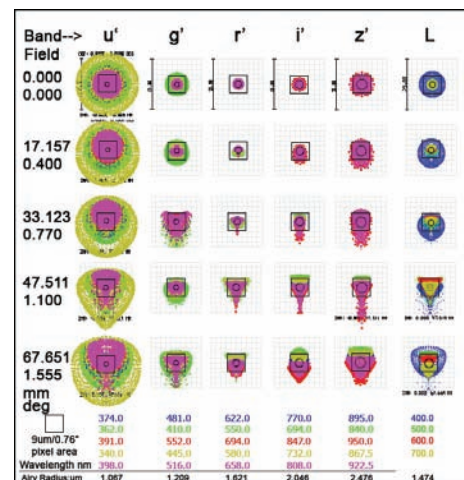 Band--> u' g' r' i' z' L
Field
0.000
0.000
17.157
0.400
33.123
0.770
47.511
1.100
67.651
1.555
mm
deg
374.0 481.0 622.0 770.0 895.0 400.0
362.0 410.0 550.0 694.0 840.0 500.0
9um/0.76" 391.0 552.0 694.0 847.0 950.0 600.0
pixel area 340.0 445.0 580.0 732.0 867.5 700.0
Wavelength nm 398.0 516.0 658.0 808.0 922.5
Airy Radius:um 1.067 1.209 1.621 2.046 2.476 1.474